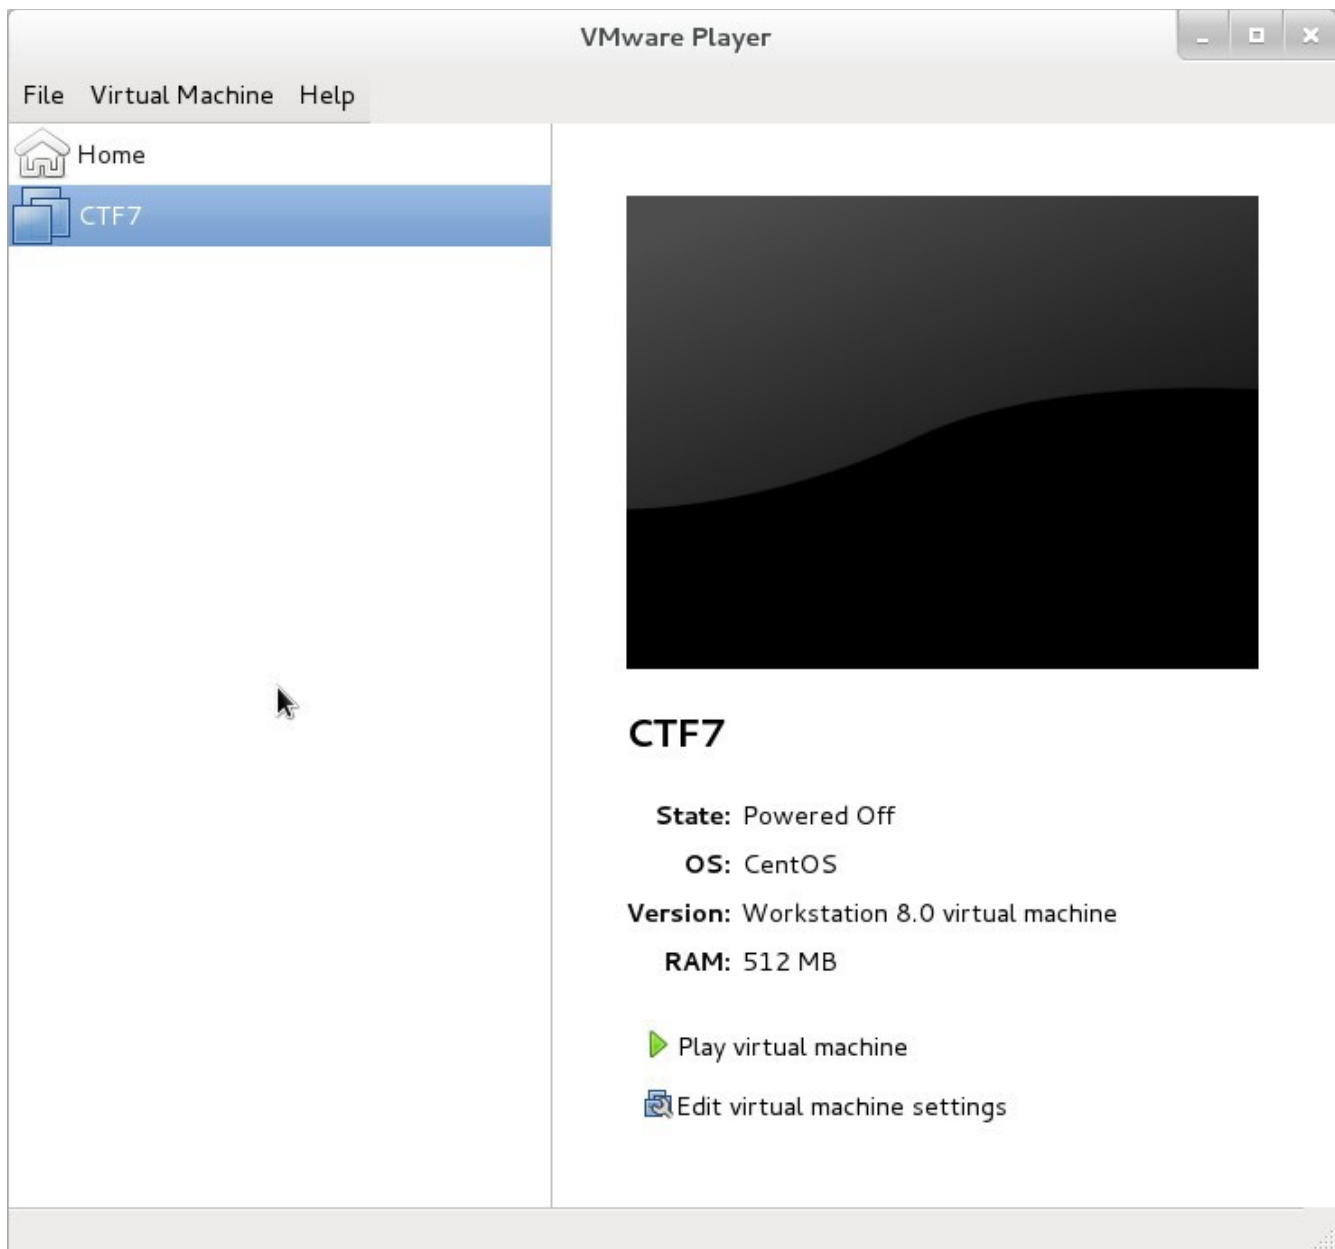 VMware Player
File Virtual Machine Help
Home
CTF7
CTF7
State: Powered Off
OS: CentOS
Version: Workstation 8.0 virtual machine
RAM: 512 MB
Play virtual machine
Edit virtual machine settings